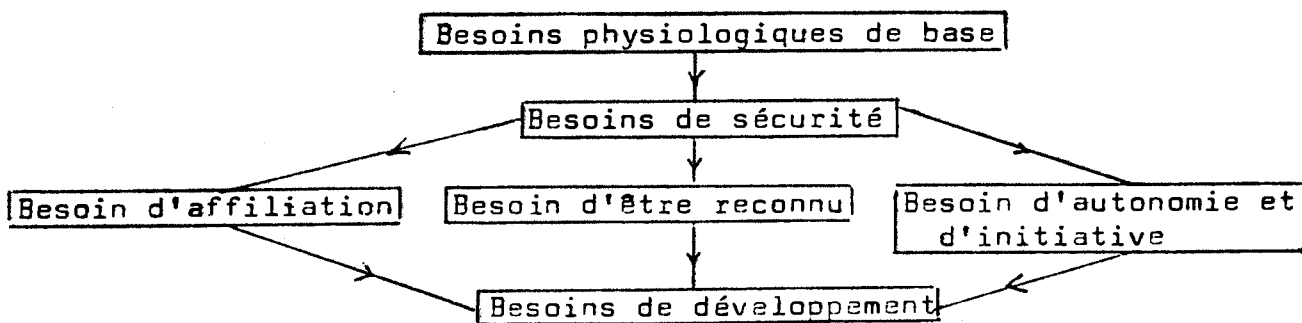 Besoins physiologiques de base
Besoins de sécurité
Besoin d'affiliation
Besoin d'être reconnu
Besoin d'autonomie et
d'initiative
Besoins de développement